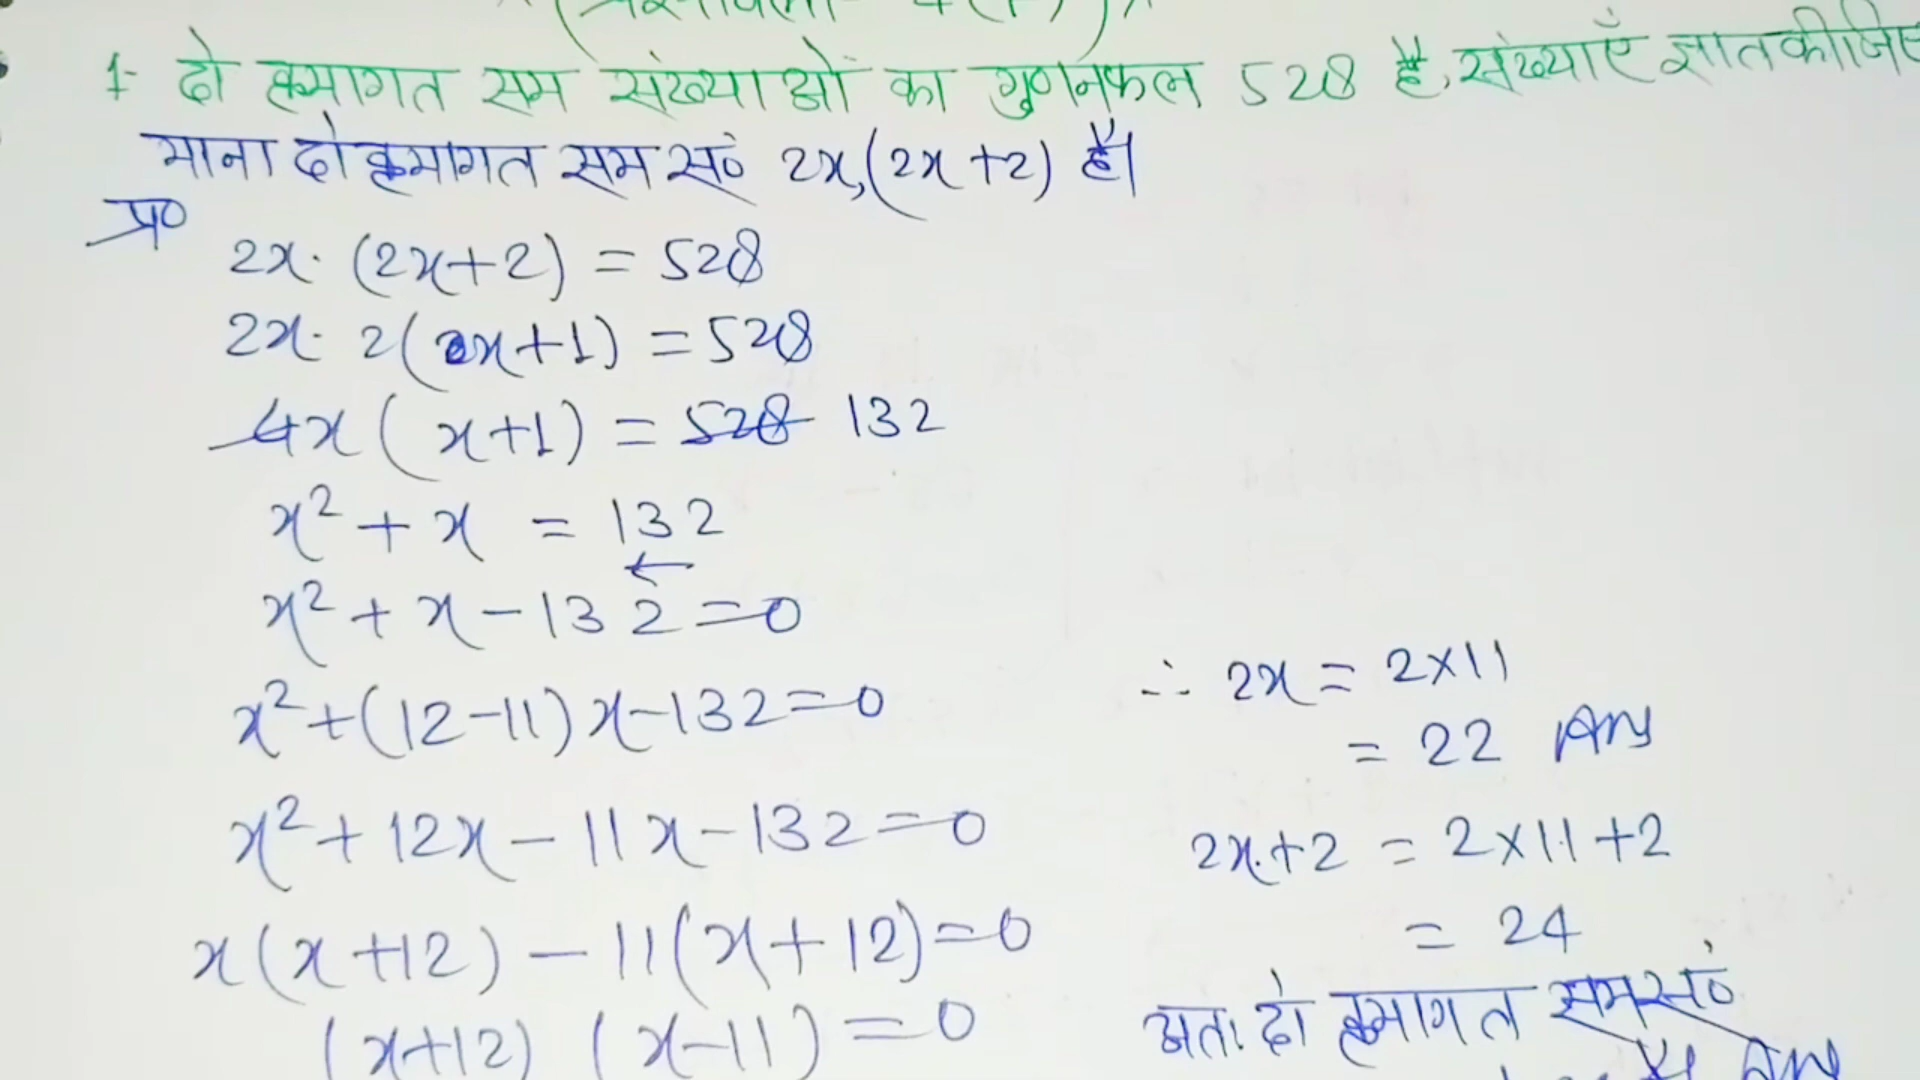 1- दो क्रमागत सम संख्याओं का गुणनफल 528 है, संख्याएँ ज्ञात कीजिए
माना दो क्रमागत सम सं० 2x,(2x+2) है।
प्र०
2x. (2x+2) = 528
2x. 2(x+1) = 528
4x (x+1) = 528 132
x² + x = 132
←
x² + x - 132 = 0
x² + (12-11) x - 132 = 0
x² + 12x - 11x - 132 = 0
x(x+12) - 11(x+12) = 0
(x+12) (x-11) = 0
∴ 2x = 2×11
= 22 Ans
2x+2 = 2×11+2
= 24
अतः दो क्रमागत सम सं०
Ans